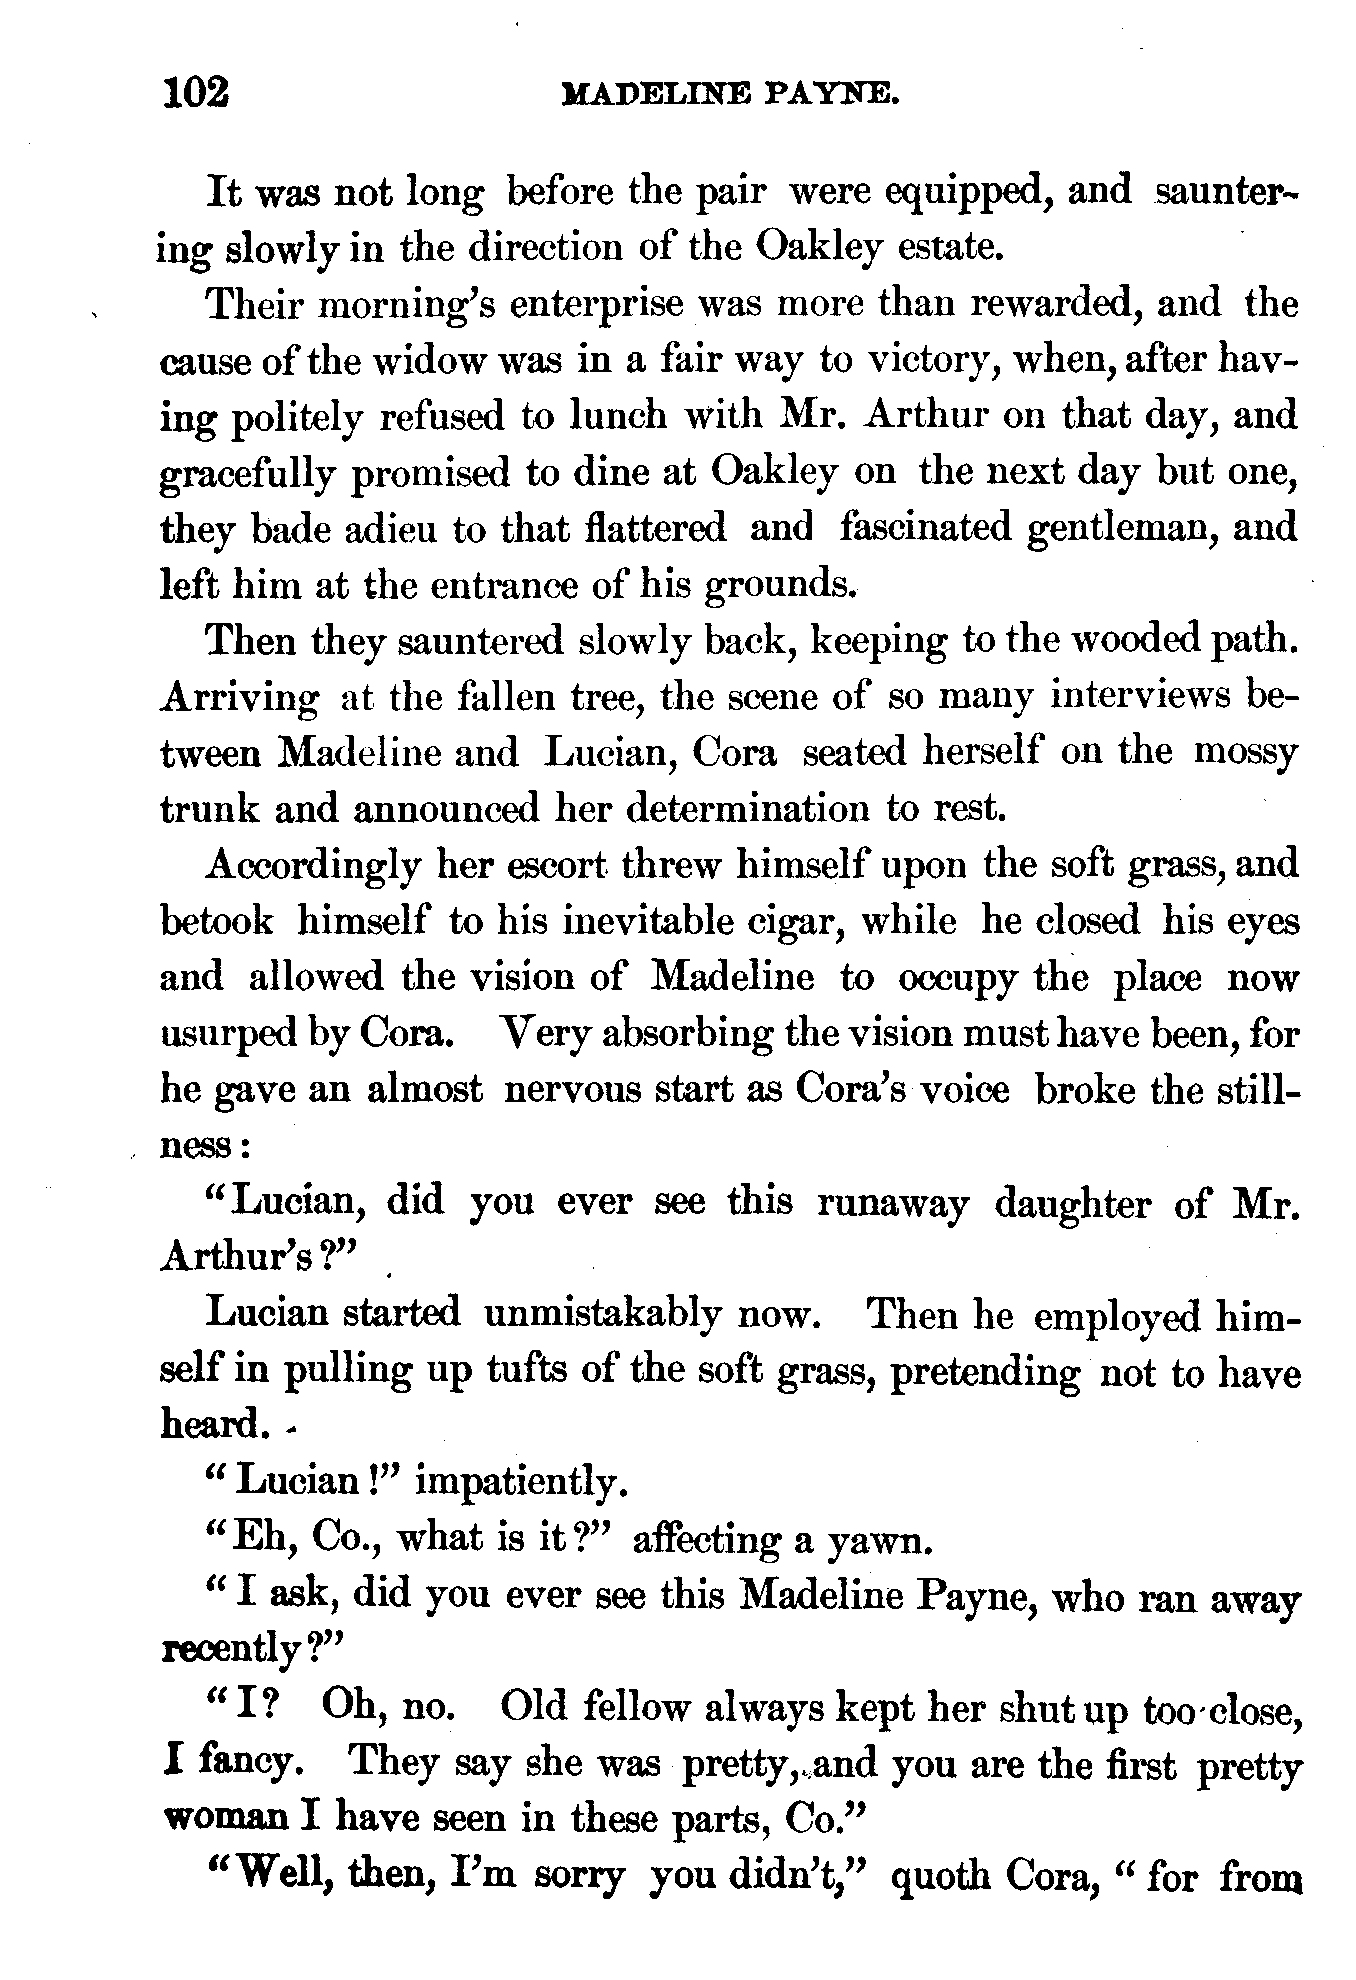 102 MADELINE PAYNE.
It was not long before the pair were equipped, and saunter-
ing slowly in the direction of the Oakley estate.
Their morning's enterprise was more than rewarded, and the
cause of the widow was in a fair way to victory, when, after hav-
ing politely refused to lunch with Mr. Arthur on that day, and
gracefully promised to dine at Oakley on the next day but one,
they bade adieu to that flattered and fascinated gentleman, and
left him at the entrance of his grounds.
Then they sauntered slowly back, keeping to the wooded path.
Arriving at the fallen tree, the scene of so many interviews be-
tween Madeline and Lucian, Cora seated herself on the mossy
trunk and announced her determination to rest.
Accordingly her escort threw himself upon the soft grass, and
betook himself to his inevitable cigar, while he closed his eyes
and allowed the vision of Madeline to occupy the place now
usurped by Cora. Very absorbing the vision must have been, for
he gave an almost nervous start as Cora's voice broke the still-
ness:
"Lucian, did you ever see this runaway daughter of Mr.
Arthur's?"
Lucian started unmistakably now. Then he employed him-
self in pulling up tufts of the soft grass, pretending not to have
heard.
"Lucian!" impatiently.
"Eh, Co., what is it?" affecting a yawn.
"I ask, did you ever see this Madeline Payne, who ran away
recently?"
"I? Oh, no. Old fellow always kept her shut up too close,
I fancy. They say she was pretty, and you are the first pretty
woman I have seen in these parts, Co."
"Well, then, I'm sorry you didn't," quoth Cora, "for from